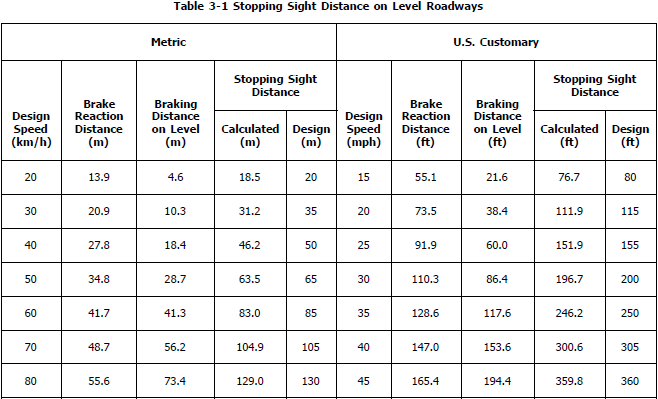 Table 3-1 Stopping Sight Distance on Level Roadways
Metric U.S. Customary
Design Speed (km/h) Brake Reaction Distance (m) Braking Distance on Level (m) Stopping Sight Distance Design Speed (mph) Brake Reaction Distance (ft) Braking Distance on Level (ft) Stopping Sight Distance
Calculated (m) Design (m) Calculated (ft) Design (ft)
20 13.9 4.6 18.5 20 15 55.1 21.6 76.7 80
30 20.9 10.3 31.2 35 20 73.5 38.4 111.9 115
40 27.8 18.4 46.2 50 25 91.9 60.0 151.9 155
50 34.8 28.7 63.5 65 30 110.3 86.4 196.7 200
60 41.7 41.3 83.0 85 35 128.6 117.6 246.2 250
70 48.7 56.2 104.9 105 40 147.0 153.6 300.6 305
80 55.6 73.4 129.0 130 45 165.4 194.4 359.8 360